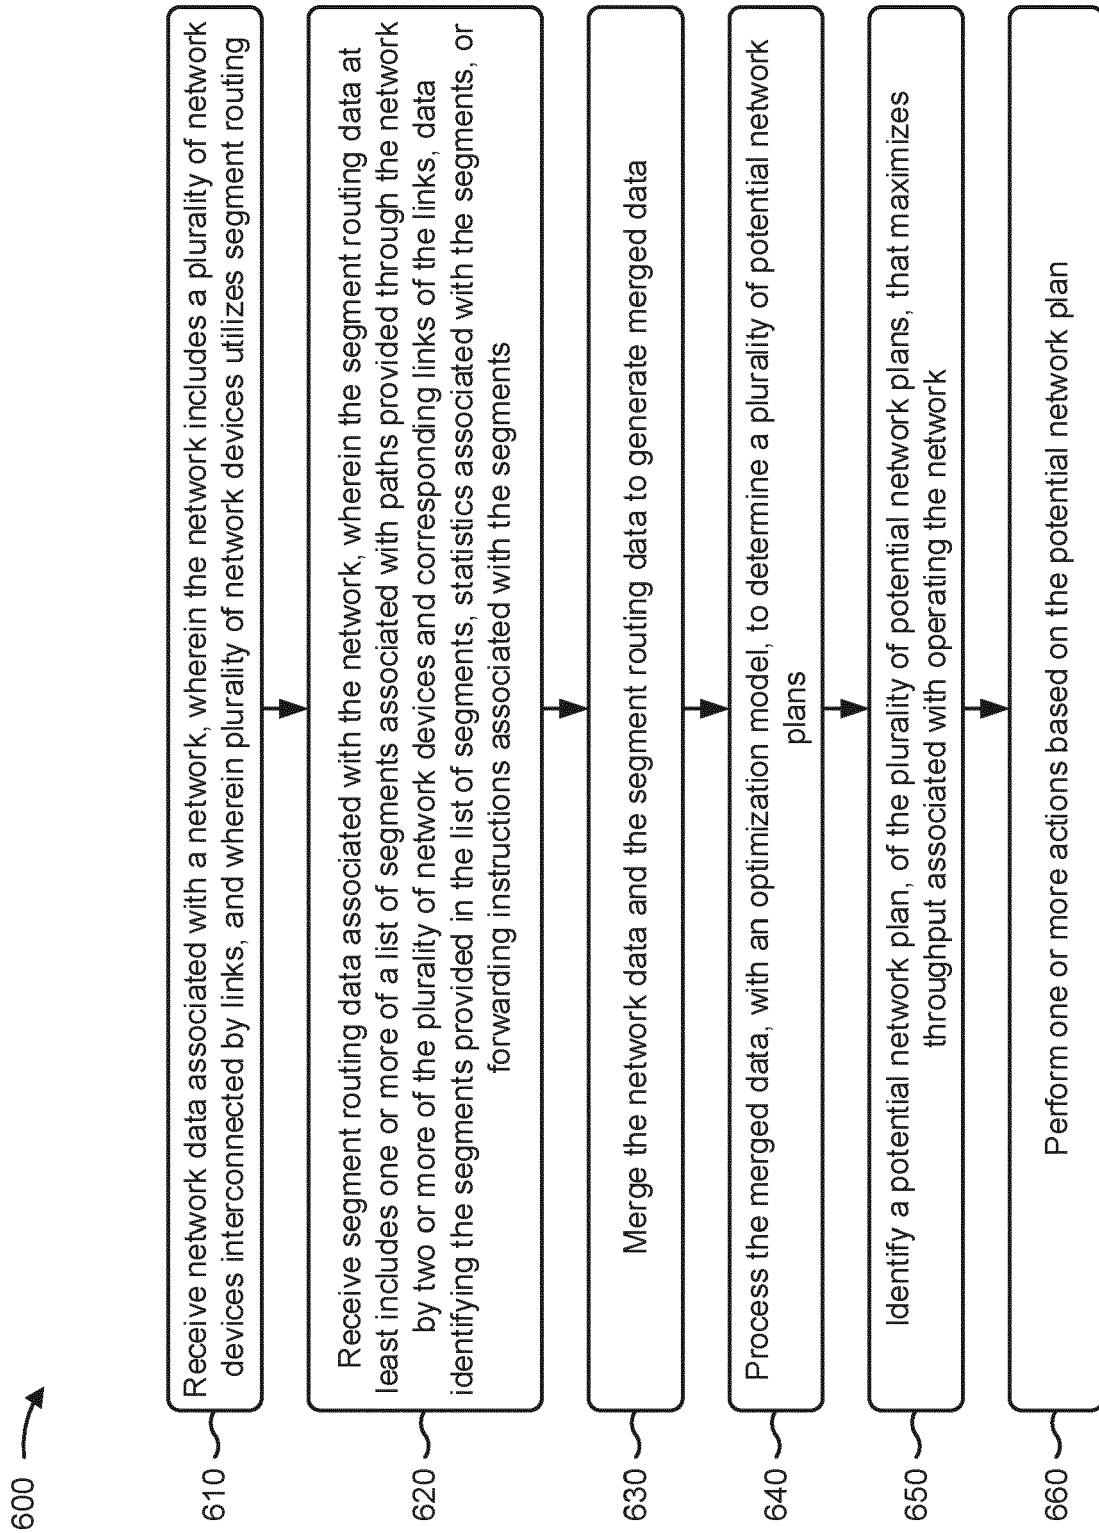 600
610
Receive network data associated with a network, wherein the network includes a plurality of network
devices interconnected by links, and wherein plurality of network devices utilizes segment routing
620
Receive segment routing data associated with the network, wherein the segment routing data at
least includes one or more of a list of segments associated with paths provided through the network
by two or more of the plurality of network devices and corresponding links of the links, data
identifying the segments provided in the list of segments, statistics associated with the segments, or
forwarding instructions associated with the segments
630
Merge the network data and the segment routing data to generate merged data
640
Process the merged data, with an optimization model, to determine a plurality of potential network
plans
650
Identify a potential network plan, of the plurality of potential network plans, that maximizes
throughput associated with operating the network
660
Perform one or more actions based on the potential network plan